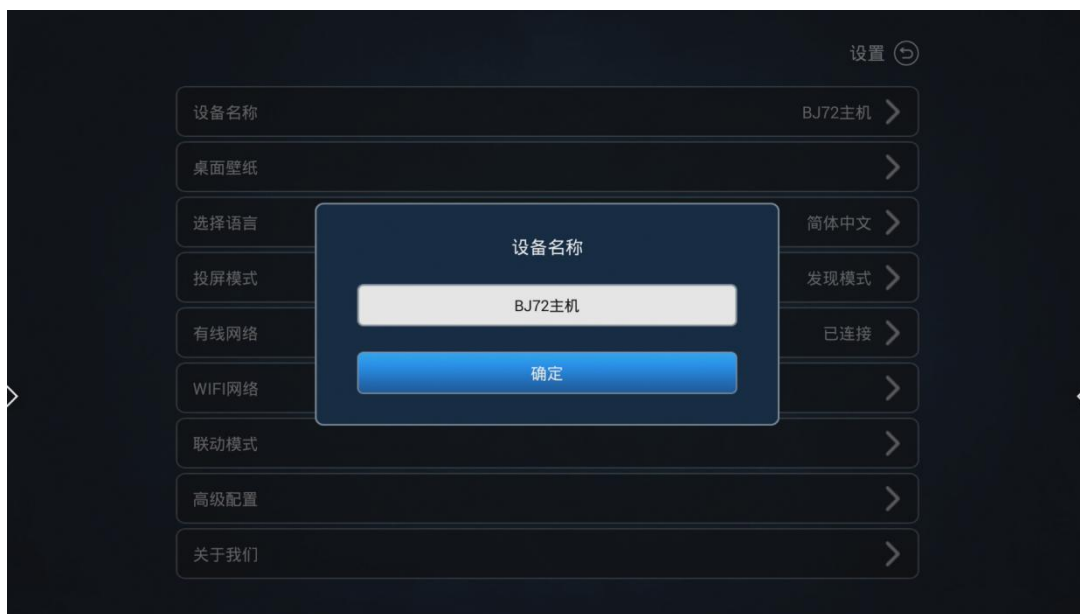 设置
设备名称 BJ72主机
桌面壁纸
选择语言 简体中文
设备名称
投屏模式 发现模式
BJ72主机
有线网络 已连接
确定
WIFI网络
联动模式
高级配置
关于我们